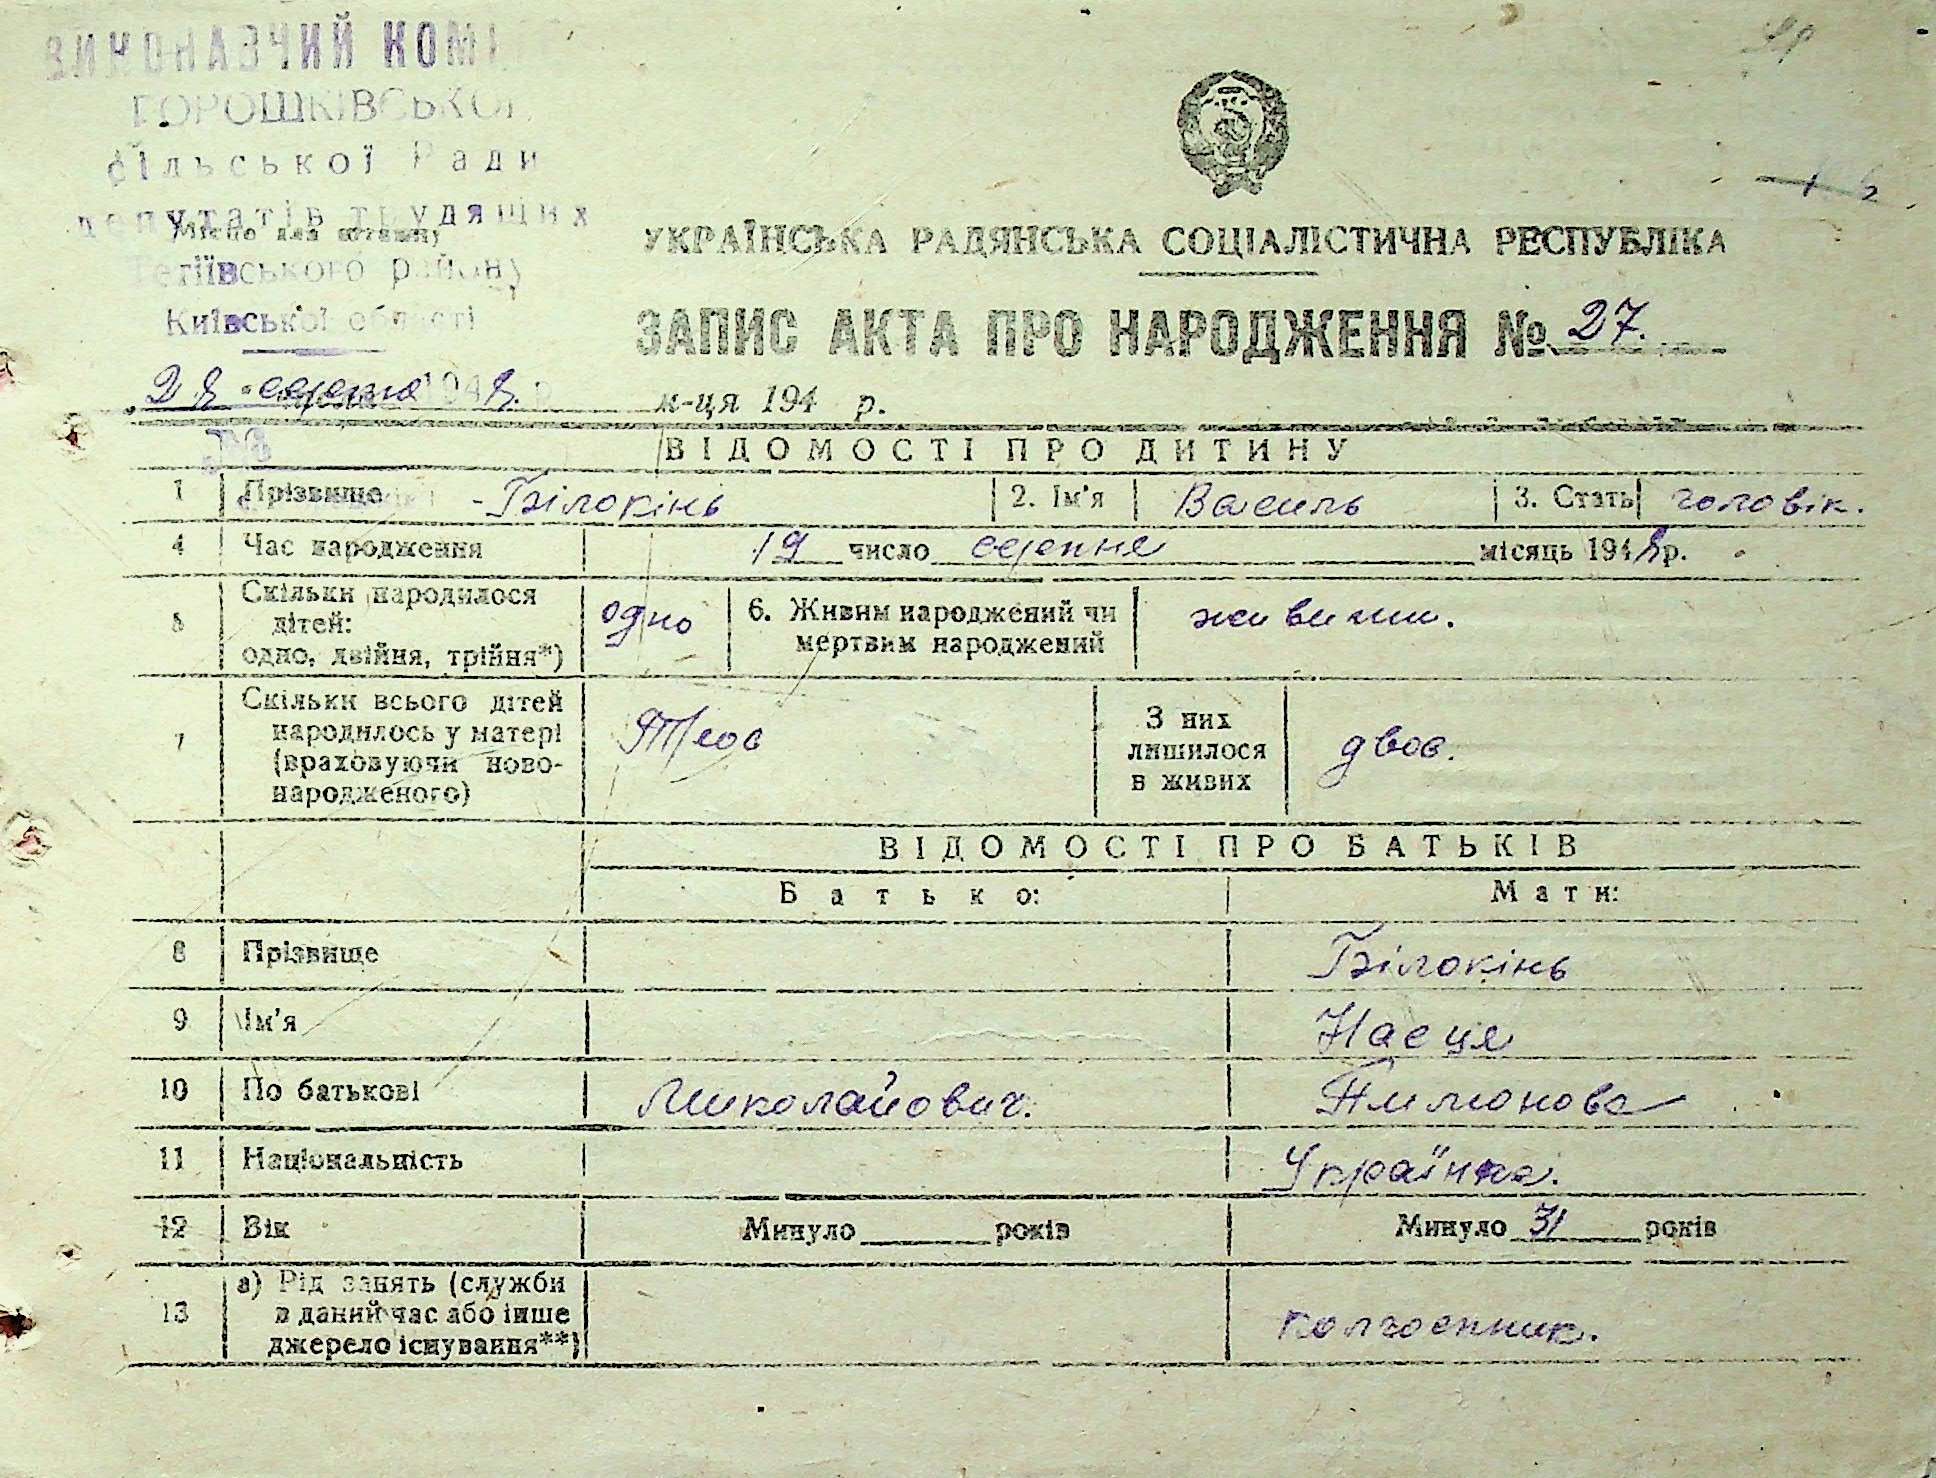 ВИКОНАВЧИЙ КОМІ
ГОРОШКІВСЬКОЇ
сільської Ради
депутатів трудящих
Місце для штампу
Тетіївського району
Київської області
УКРАЇНСЬКА РАДЯНСЬКА СОЦІАЛІСТИЧНА РЕСПУБЛІКА
ЗАПИС АКТА ПРО НАРОДЖЕННЯ № 27.
28 серпня 1948 р. м-ця 194 р.
ВІДОМОСТІ ПРО ДИТИНУ
1 Прізвище Білокінь 2. Ім'я Василь 3. Стать чоловік.
4 Час народження 19 число серпня місяць 1948 р.
5 Скільки народилося дітей: одно, двійня, трійня*) одно 6. Живим народжений чи мертвим народжений живим.
7 Скільки всього дітей народилось у матері (враховуючи новонародженого) Троє З них лишилося в живих двоє.
ВІДОМОСТІ ПРО БАТЬКІВ
Батько: Мати:
8 Прізвище Білокінь
9 Ім'я Настя
10 По батькові Миколайович. Пилионова
11 Національність Українка.
12 Вік Минуло років Минуло 31 років
13 а) Рід занять (служби в даний час або інше джерело існування**) колгоспник.